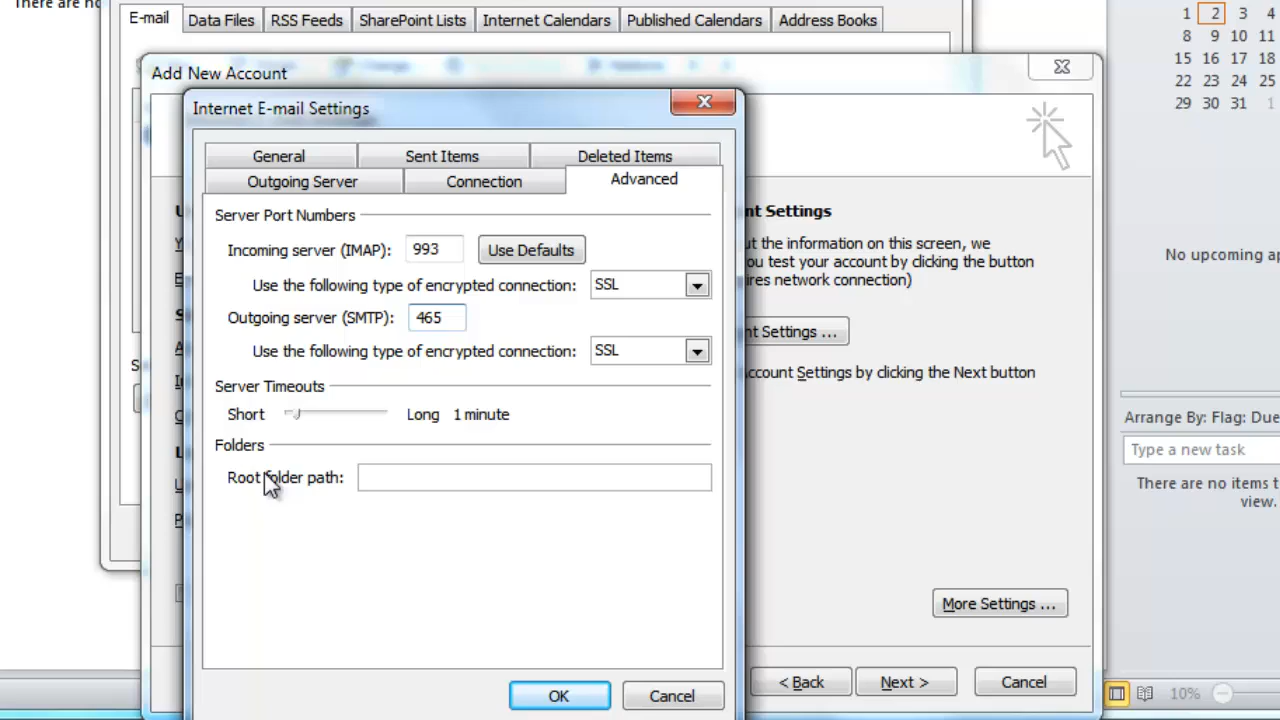 There are no
E-mail
Data Files
RSS Feeds
SharePoint Lists
Internet Calendars
Published Calendars
Address Books
1 2 3 4
8 9 10 11
15 16 17 18
22 23 24 25
29 30 31 1
Add New Account
Internet E-mail Settings
General
Sent Items
Deleted Items
Outgoing Server
Connection
Advanced
Server Port Numbers
Incoming server (IMAP):
993
Use Defaults
Use the following type of encrypted connection:
SSL
Outgoing server (SMTP):
465
Use the following type of encrypted connection:
SSL
Server Timeouts
Short
Long
1 minute
Folders
Root folder path:
OK
Cancel
nt Settings
ut the information on this screen, we
ou test your account by clicking the button
ires network connection)
nt Settings ...
ccount Settings by clicking the Next button
More Settings ...
< Back
Next >
Cancel
No upcoming ap
Arrange By: Flag: Due
Type a new task
There are no items t
view.
10%